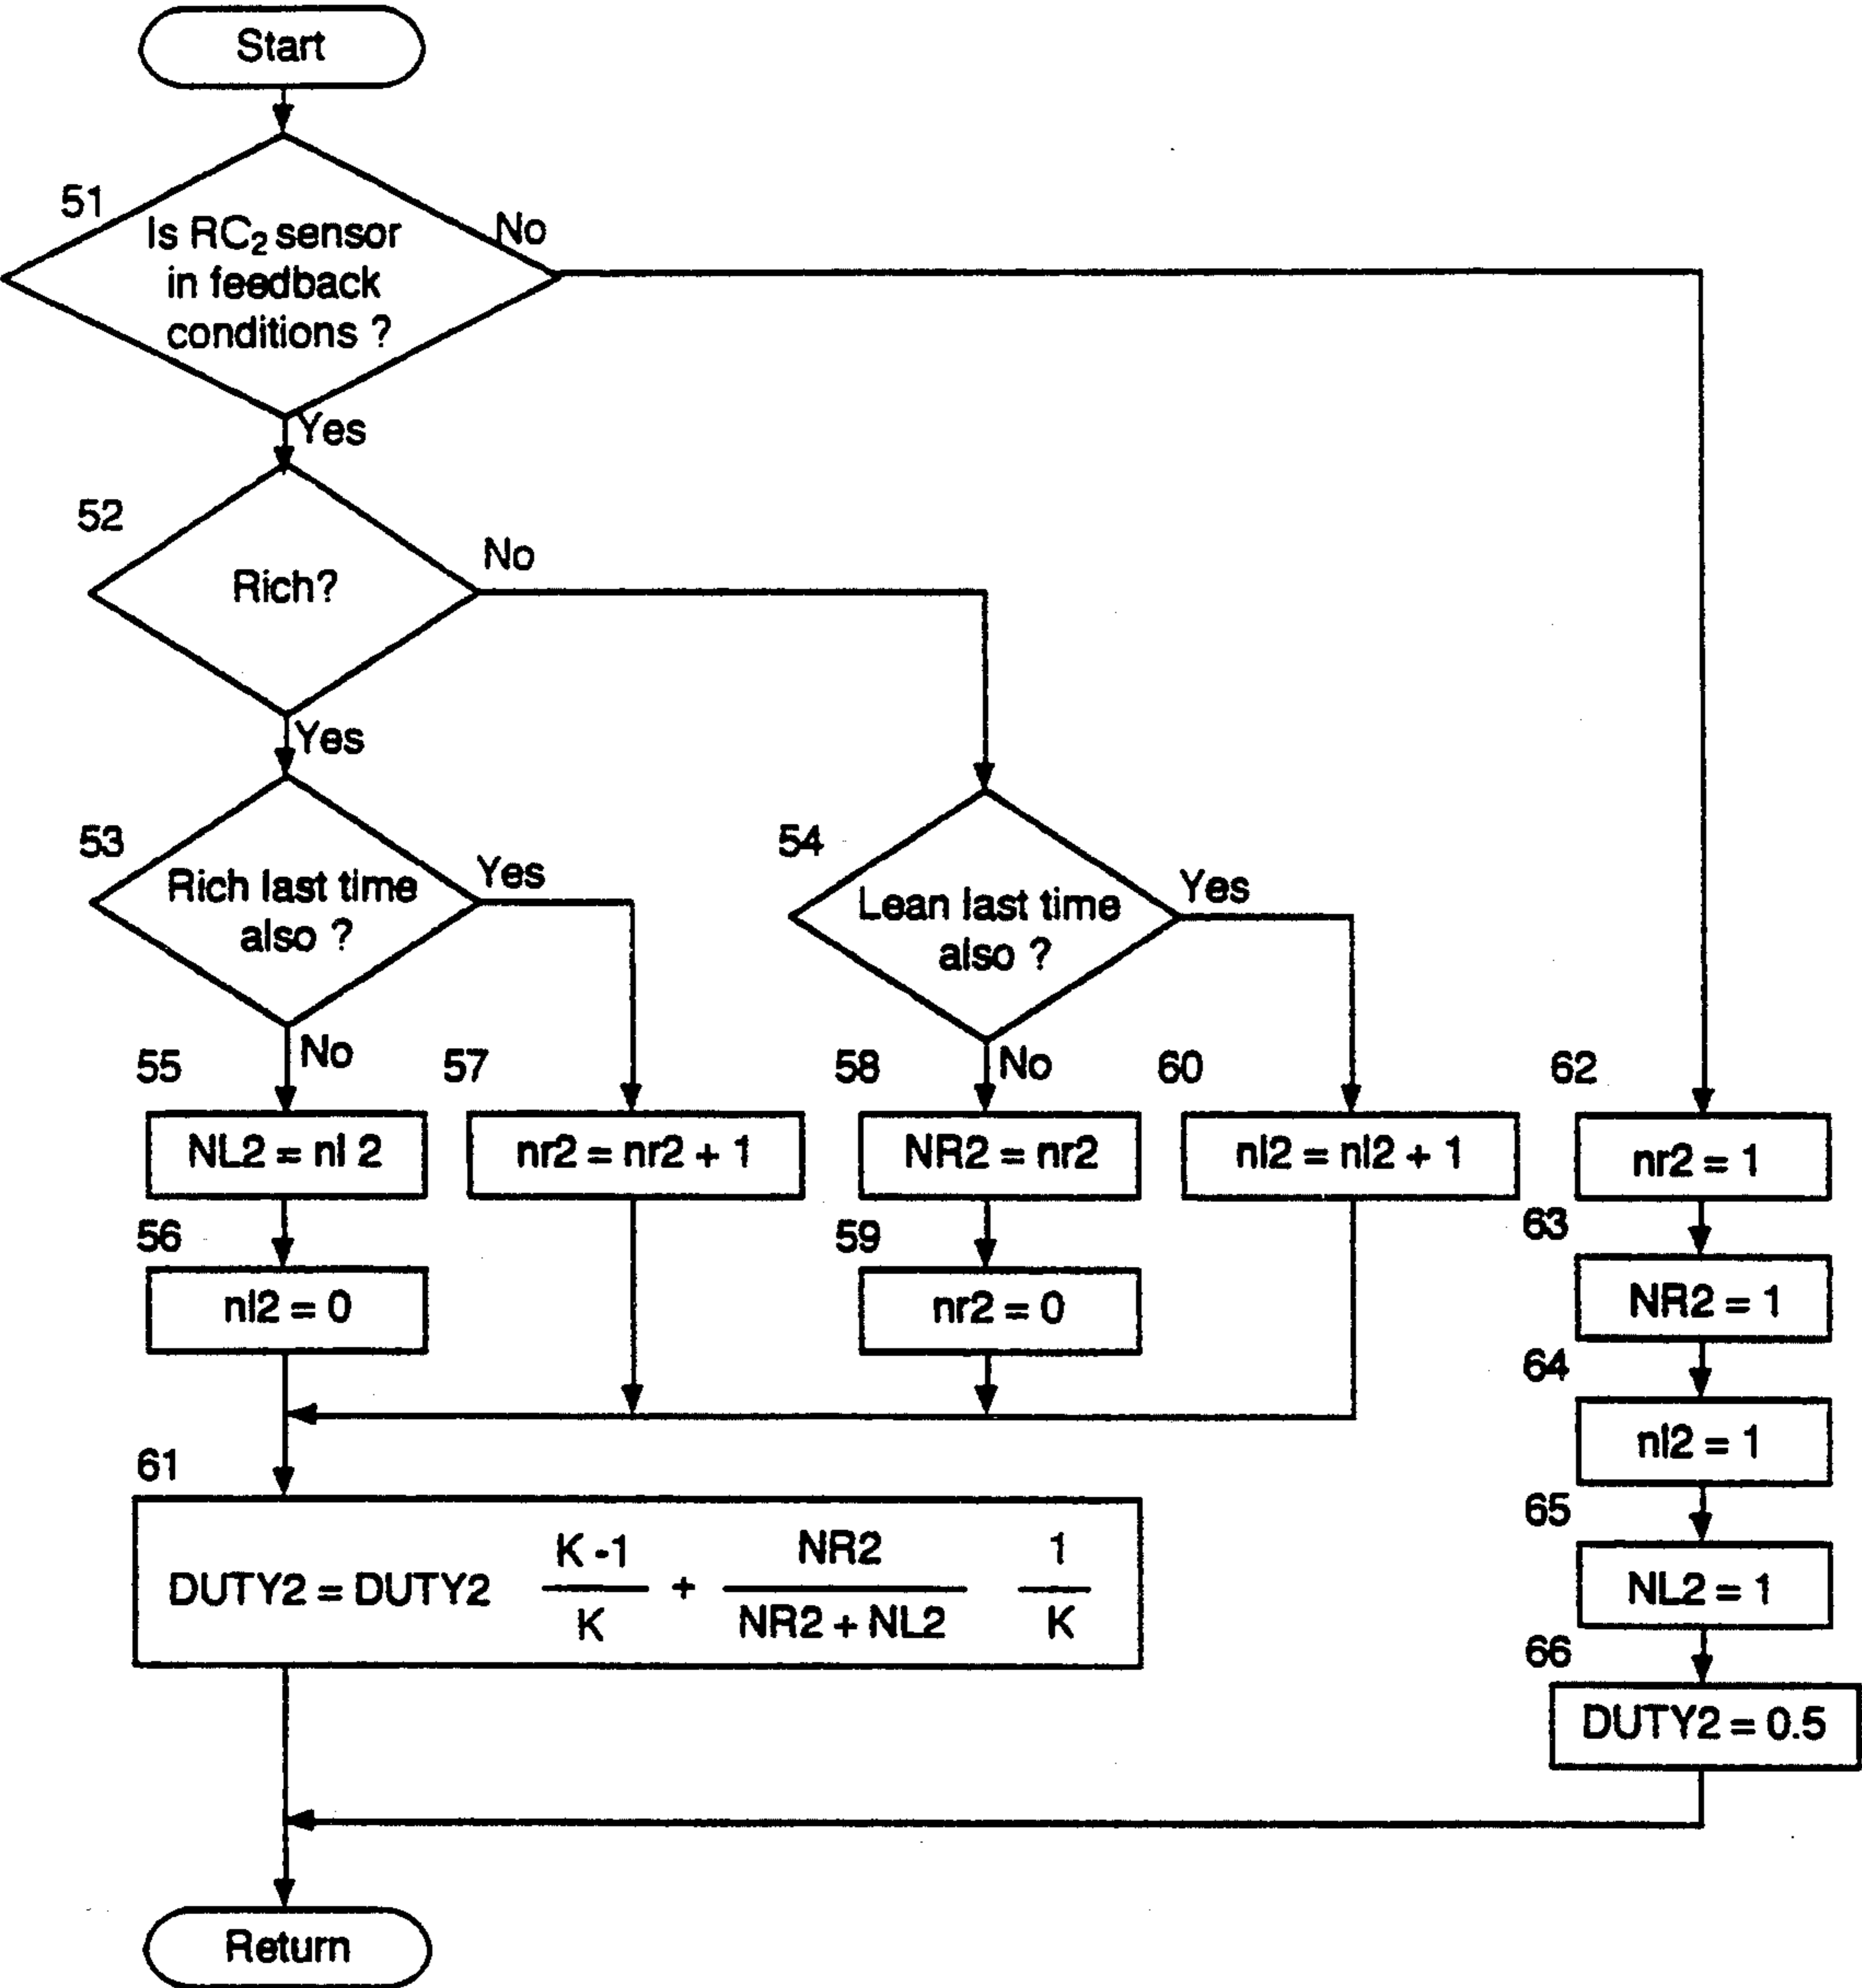 Start
51
Is RC₂ sensor
in feedback
conditions ?
No
Yes
52
Rich?
No
Yes
53
Rich last time
also ?
Yes
No
54
Lean last time
also ?
Yes
No
55
NL2 = nl 2
56
nl2 = 0
57
nr2 = nr2 + 1
58
NR2 = nr2
59
nr2 = 0
60
nl2 = nl2 + 1
61
DUTY2 = DUTY2 K -1 / K + NR2 / NR2 + NL2 1 / K
62
nr2 = 1
63
NR2 = 1
64
nl2 = 1
65
NL2 = 1
66
DUTY2 = 0.5
Return